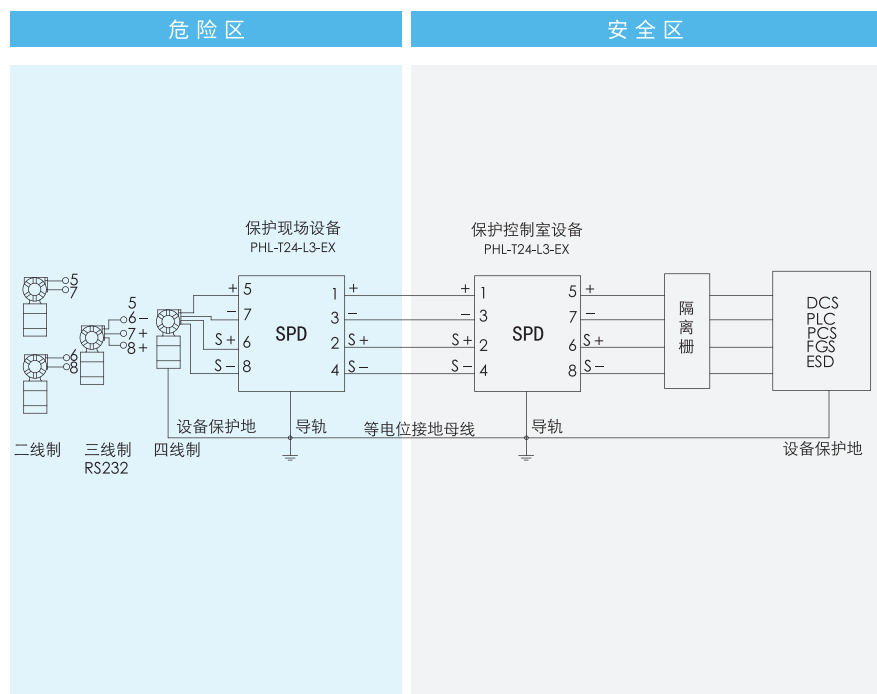 危险区
安全区
保护现场设备
PHL-T24-L3-EX
保护控制室设备
PHL-T24-L3-EX
5
7
6
8
二线制
5
6 −
7 +
8 +
三线制
RS232
四线制
+ 5
− 7
S + 6
S − 8
SPD
1 +
3 −
2 S +
4 S −
+ 1
− 3
S + 2
S − 4
SPD
5 +
7 −
6 S +
8 S −
隔
离
栅
DCS
PLC
PCS
FGS
ESD
设备保护地
导轨
等电位接地母线
导轨
设备保护地